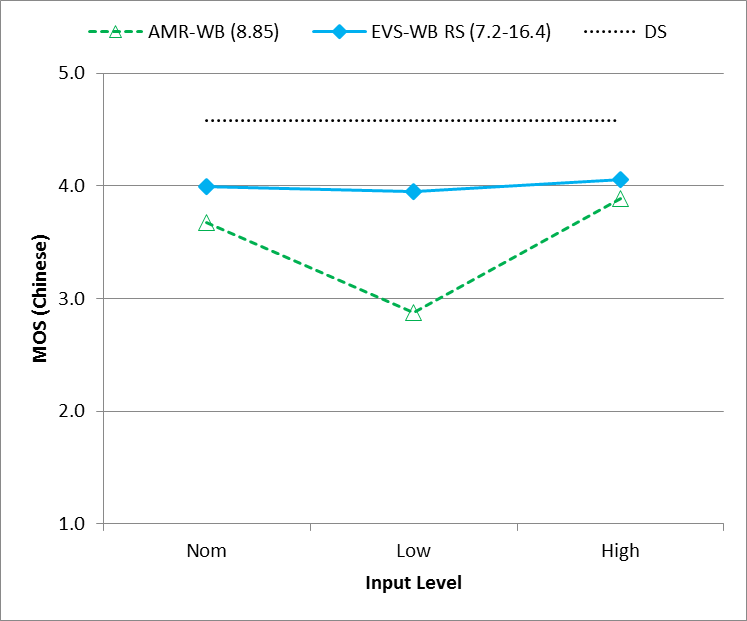 AMR-WB (8.85) EVS-WB RS (7.2-16.4) DS
5.0
4.0
3.0
2.0
1.0
MOS (Chinese)
Nom Low High
Input Level